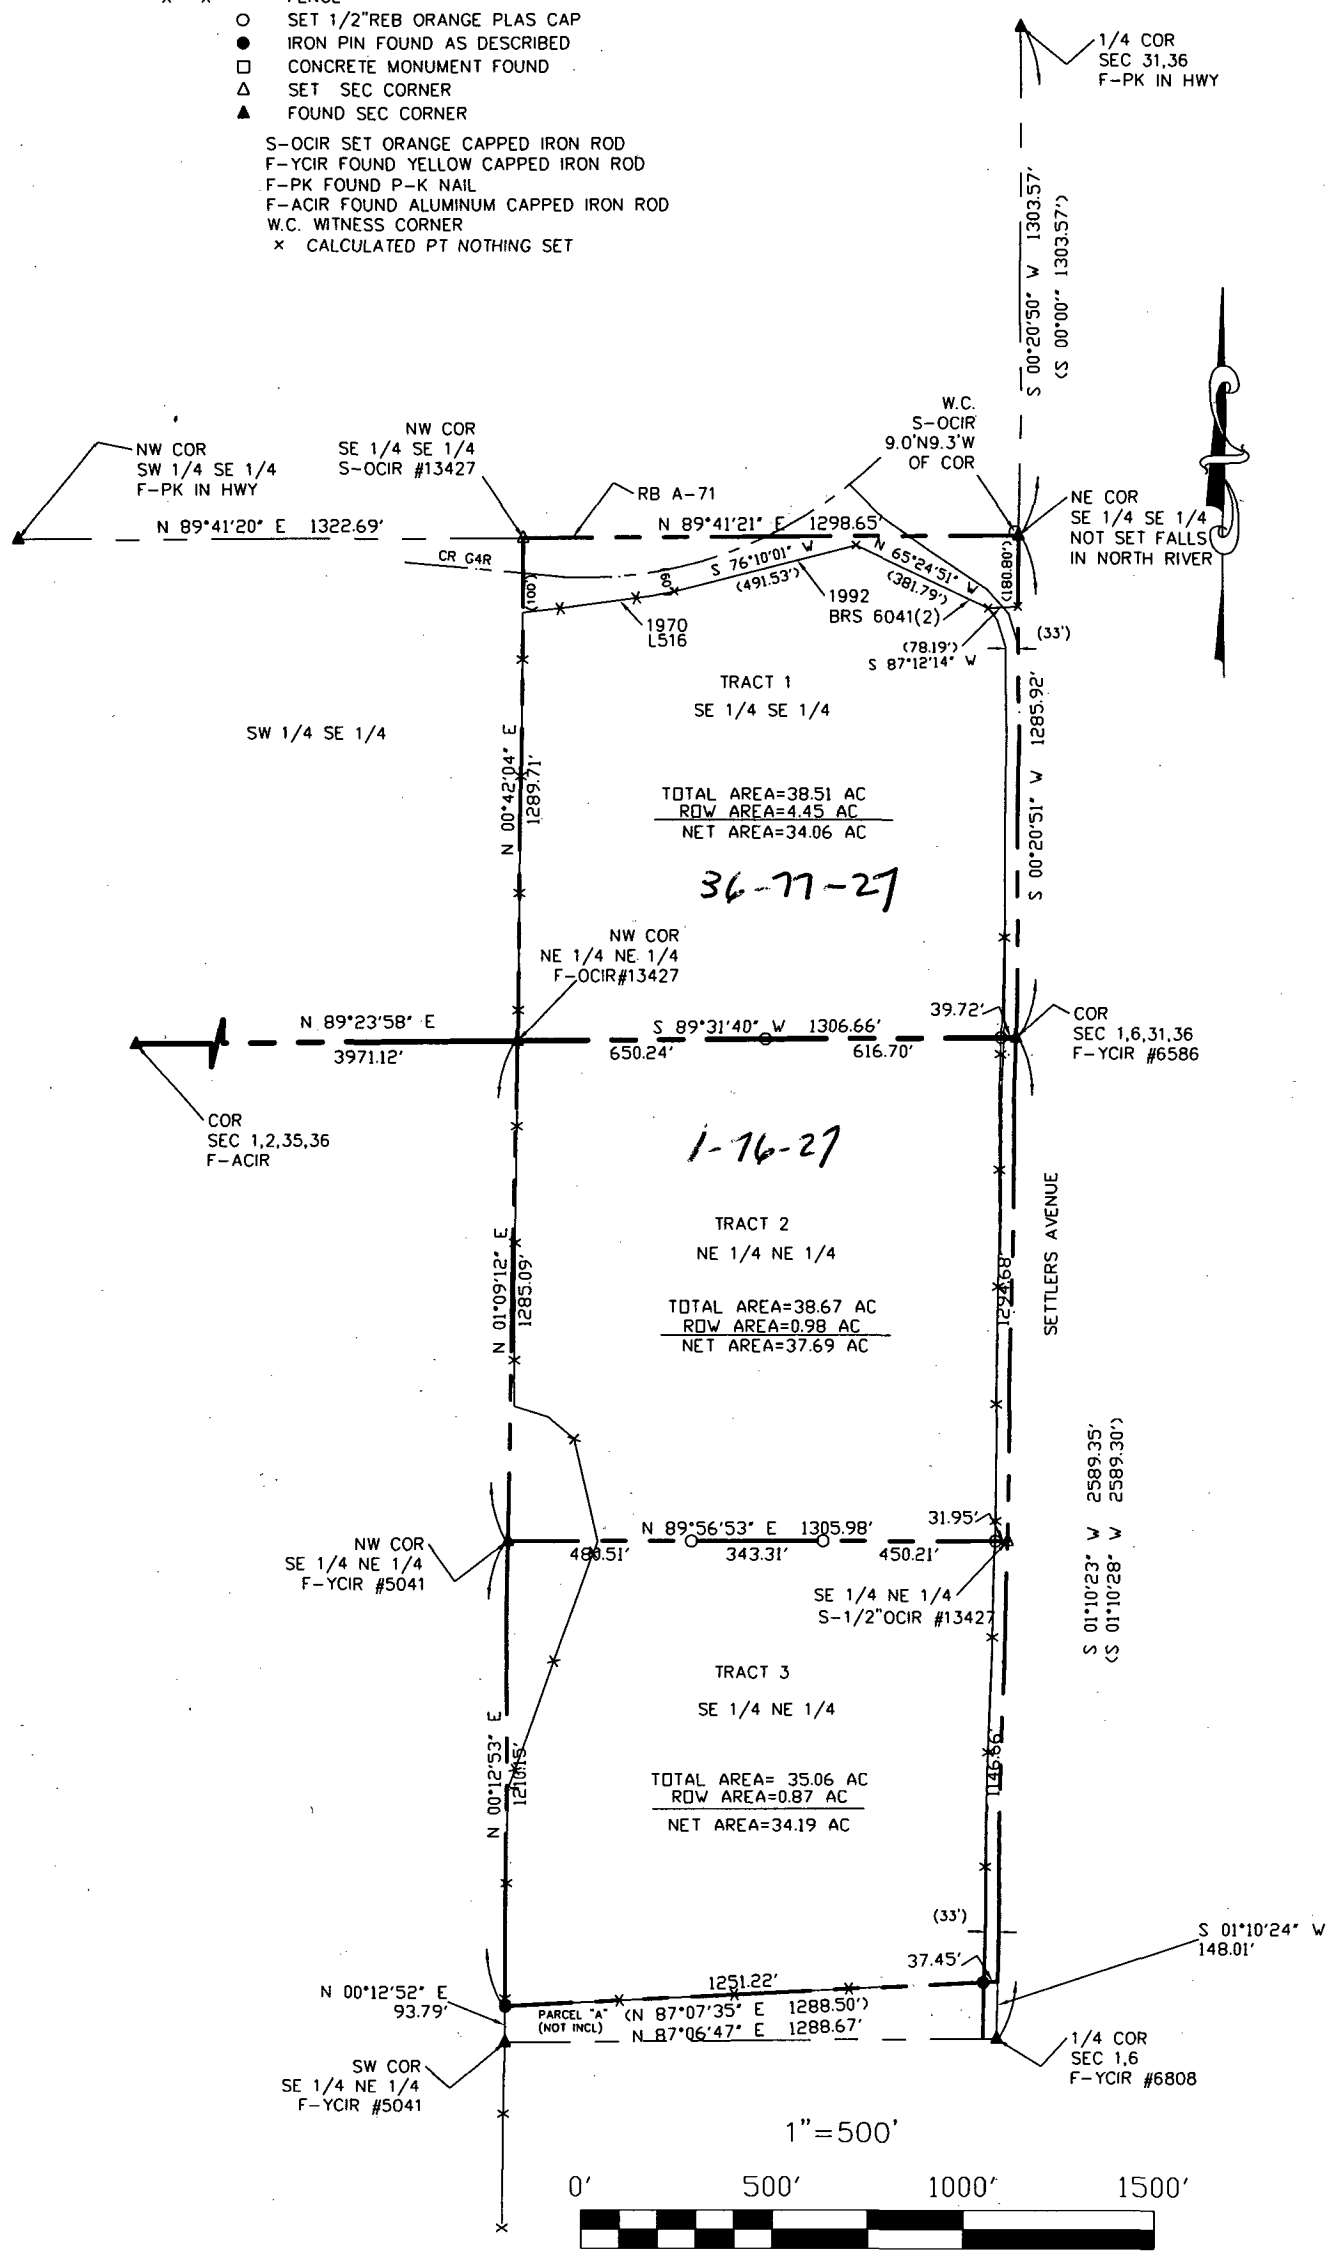 FENCE
SET 1/2"REB ORANGE PLAS CAP
IRON PIN FOUND AS DESCRIBED
CONCRETE MONUMENT FOUND
SET SEC CORNER
FOUND SEC CORNER
S-OCIR SET ORANGE CAPPED IRON ROD
F-YCIR FOUND YELLOW CAPPED IRON ROD
F-PK FOUND P-K NAIL
F-ACIR FOUND ALUMINUM CAPPED IRON ROD
W.C. WITNESS CORNER
× CALCULATED PT NOTHING SET
1/4 COR
SEC 31,36
F-PK IN HWY
S 00°20'50" W 1303.57'
(S 00°00'" 1303.57')
NW COR
SW 1/4 SE 1/4
F-PK IN HWY
NW COR
SE 1/4 SE 1/4
S-OCIR #13427
W.C.
S-OCIR
9.0'N9.3'W
OF COR
RB A-71
NE COR
SE 1/4 SE 1/4
NOT SET FALLS
IN NORTH RIVER
N 89°41'20" E 1322.69'
N 89°41'21" E 1298.65'
CR G4R
(100')
60'
S 76°10'01" W
(491.53')
N 65°24'51" W
(381.79')
(180.80')
1992
BRS 6041(2)
1970
L516
(78.19')
S 87°12'14" W
(33')
TRACT 1
SE 1/4 SE 1/4
SW 1/4 SE 1/4
N 00°42'04" E
1289.71'
S 00°20'51" W 1285.92'
TOTAL AREA=38.51 AC
ROW AREA=4.45 AC
NET AREA=34.06 AC
36-77-27
NW COR
NE 1/4 NE 1/4
F-OCIR#13427
39.72'
COR
SEC 1,6,31,36
F-YCIR #6586
N 89°23'58" E
3971.12'
S 89°31'40" W 1306.66'
650.24'
616.70'
COR
SEC 1,2,35,36
F-ACIR
1-76-27
TRACT 2
NE 1/4 NE 1/4
N 01°09'12" E
1285.09'
1294.68'
SETTLERS AVENUE
TOTAL AREA=38.67 AC
ROW AREA=0.98 AC
NET AREA=37.69 AC
S 01°10'23" W 2589.35'
(S 01°10'28" W 2589.30')
NW COR
SE 1/4 NE 1/4
F-YCIR #5041
N 89°56'53" E 1305.98'
31.95'
480.51'
343.31'
450.21'
SE 1/4 NE 1/4
S-1/2"OCIR #13427
TRACT 3
SE 1/4 NE 1/4
N 00°12'53" E
1210.15'
1146.66'
TOTAL AREA= 35.06 AC
ROW AREA=0.87 AC
NET AREA=34.19 AC
(33')
S 01°10'24" W
148.01'
37.45'
N 00°12'52" E
93.79'
1251.22'
PARCEL "A"
(NOT INCL)
(N 87°07'35" E 1288.50')
N 87°06'47" E 1288.67'
SW COR
SE 1/4 NE 1/4
F-YCIR #5041
1/4 COR
SEC 1,6
F-YCIR #6808
1"=500'
0' 500' 1000' 1500'